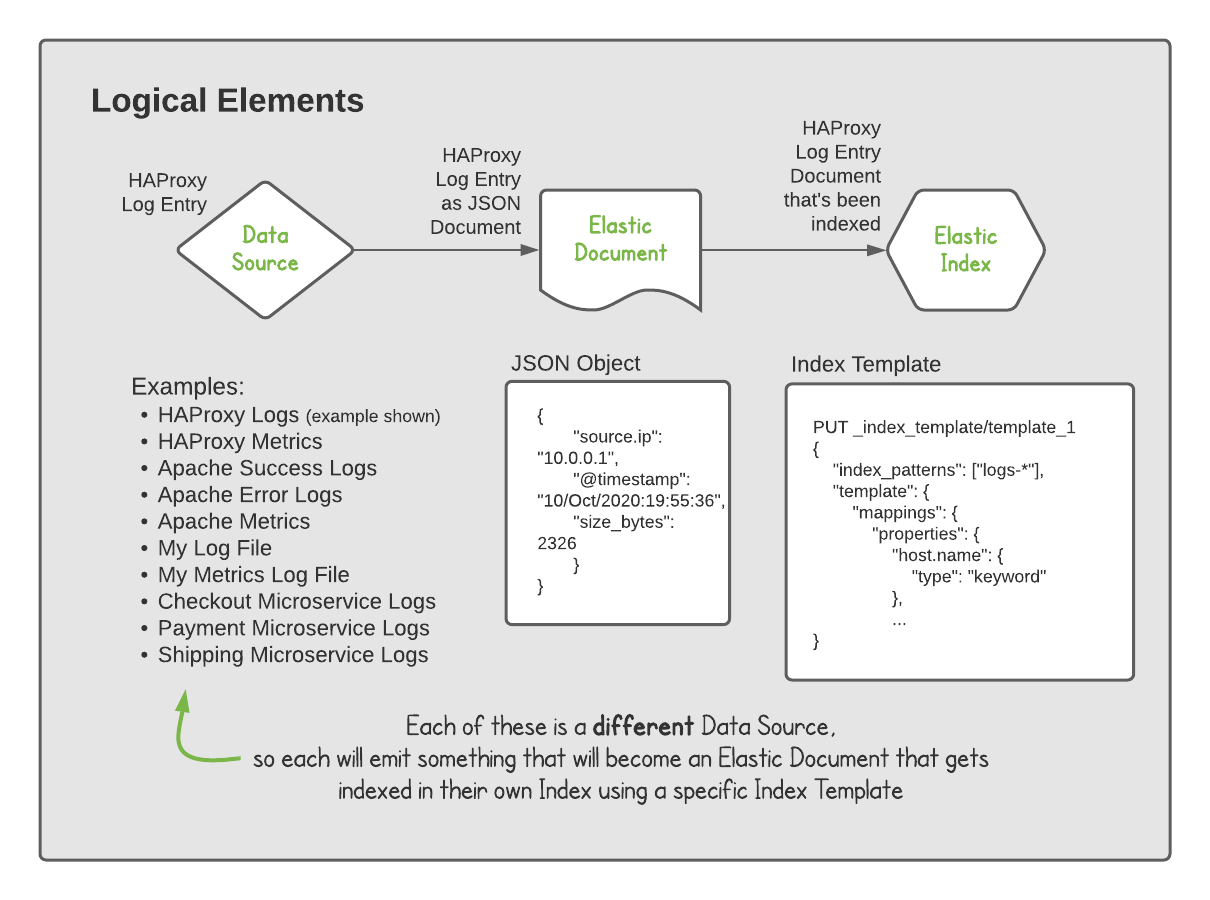 Logical Elements
HAProxy
Log Entry
Data
Source
HAProxy
Log Entry
as JSON
Document
Elastic
Document
HAProxy
Log Entry
Document
that's been
indexed
Elastic
Index
Examples:
• HAProxy Logs (example shown)
• HAProxy Metrics
• Apache Success Logs
• Apache Error Logs
• Apache Metrics
• My Log File
• My Metrics Log File
• Checkout Microservice Logs
• Payment Microservice Logs
• Shipping Microservice Logs
JSON Object
{
"source.ip":
"10.0.0.1",
"@timestamp":
"10/Oct/2020:19:55:36",
"size_bytes":
2326
}
}
Index Template
PUT _index_template/template_1
{
"index_patterns": ["logs-*"],
"template": {
"mappings": {
"properties": {
"host.name": {
"type": "keyword"
},
...
}
Each of these is a different Data Source,
so each will emit something that will become an Elastic Document that gets
indexed in their own Index using a specific Index Template